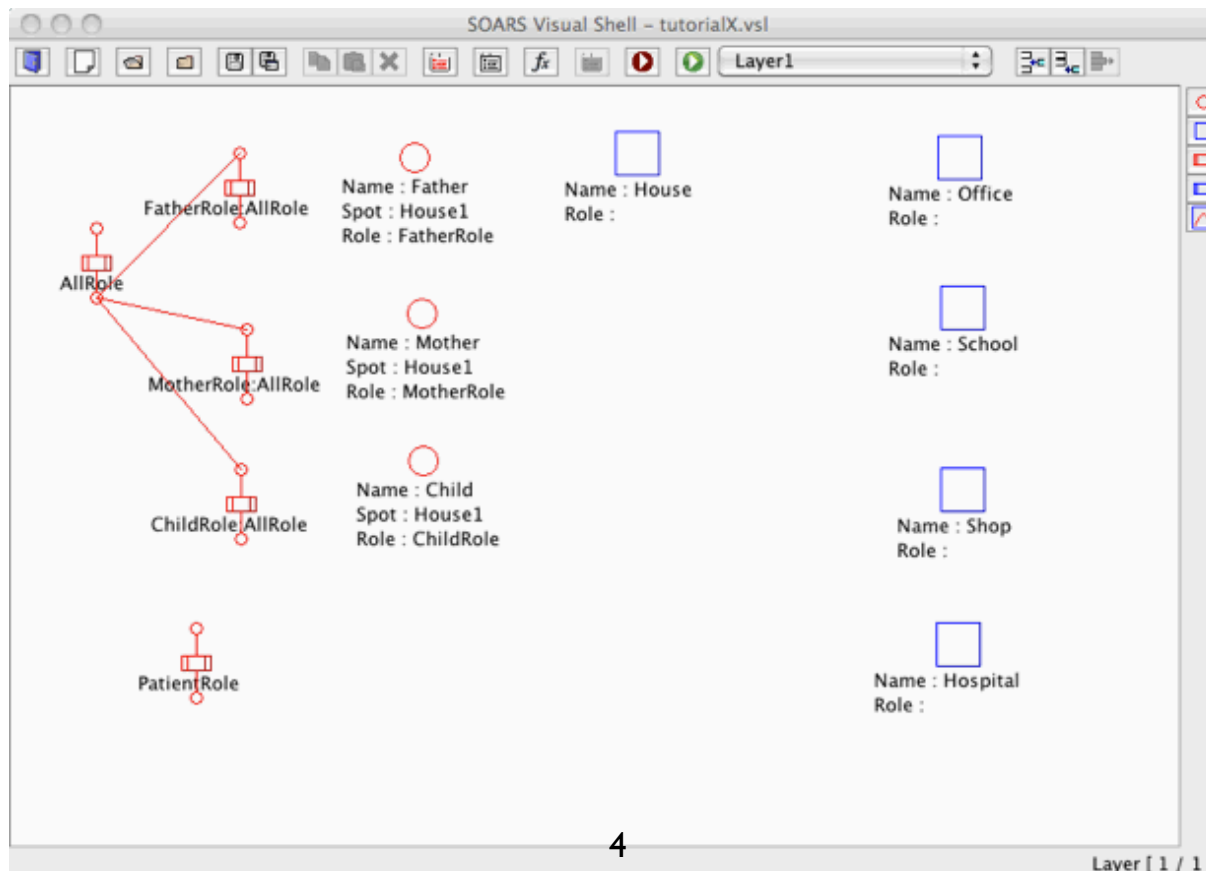 SOARS Visual Shell – tutorialX.vsl
fx
Layer1
FatherRole:AllRole
Name : Father
Spot : House1
Role : FatherRole
Name : House
Role :
Name : Office
Role :
AllRole
MotherRole:AllRole
Name : Mother
Spot : House1
Role : MotherRole
Name : School
Role :
ChildRole:AllRole
Name : Child
Spot : House1
Role : ChildRole
Name : Shop
Role :
PatientRole
Name : Hospital
Role :
4
Layer [ 1 / 1